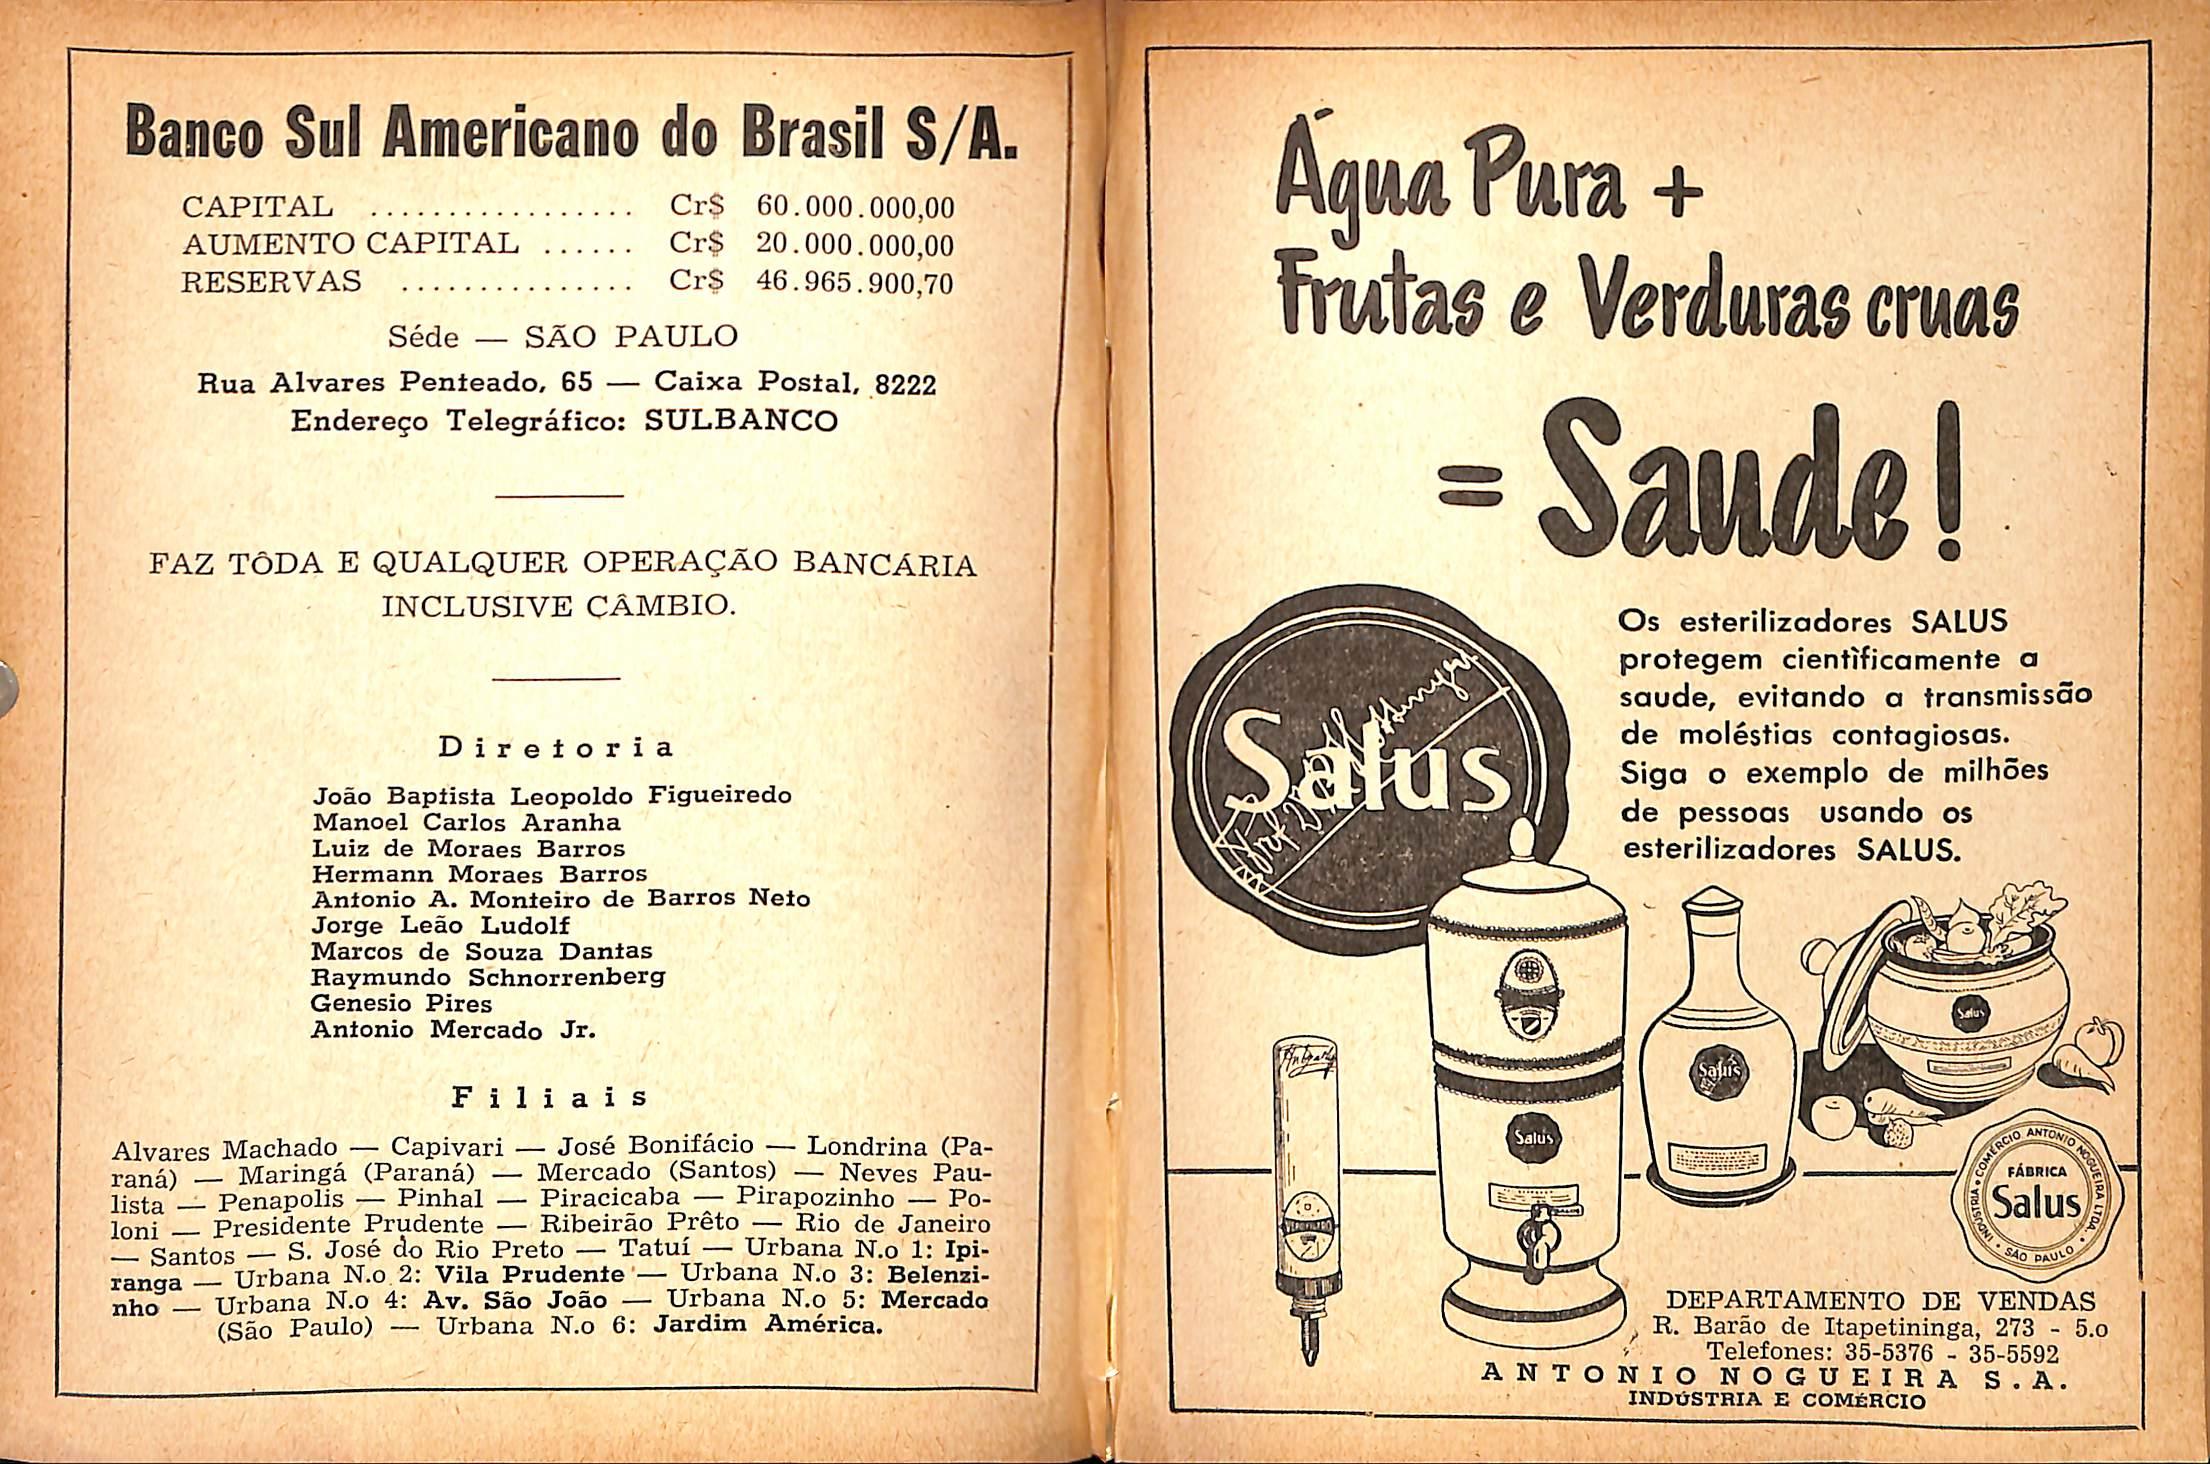 Banco Sul Americano do Brasil S/A.
CAPITAL ................. Cr$ 60.000.000,00
AUMENTO CAPITAL ...... Cr$ 20.000.000,00
RESERVAS ............... Cr$ 46.965.900,70
Séde — SÃO PAULO
Rua Alvares Penteado, 65 — Caixa Postal, 8222
Endereço Telegráfico: SULBANCO
FAZ TÔDA E QUALQUER OPERAÇÃO BANCÁRIA
INCLUSIVE CÂMBIO.
Diretoria
João Baptista Leopoldo Figueiredo
Manoel Carlos Aranha
Luiz de Moraes Barros
Hermann Moraes Barros
Antonio A. Monteiro de Barros Neto
Jorge Leão Ludolf
Marcos de Souza Dantas
Raymundo Schnorrenberg
Genesio Pires
Antonio Mercado Jr.
Filiais
Alvares Machado — Capivari — José Bonifácio — Londrina (Pa-
raná) — Maringá (Paraná) — Mercado (Santos) — Neves Pau-
lista — Penapolis — Pinhal — Piracicaba — Pirapozinho — Po-
loni — Presidente Prudente — Ribeirão Prêto — Rio de Janeiro
— Santos — S. José do Rio Preto — Tatuí — Urbana N.o 1: Ipi-
ranga — Urbana N.o 2: Vila Prudente — Urbana N.o 3: Belenzi-
nho — Urbana N.o 4: Av. São João — Urbana N.o 5: Mercado
(São Paulo) — Urbana N.o 6: Jardim América.
Água Pura +
Frutas e Verduras cruas
= Saude!
Os esterilizadores SALUS
protegem cientìficamente a
saude, evitando a transmissão
de moléstias contagiosas.
Siga o exemplo de milhões
de pessoas usando os
esterilizadores SALUS.
Salus
Salus
Salus
Salus
INDUSTRIA • COMÉRCIO ANTONIO NOGUEIRA LTDA. • SÃO PAULO •
FÁBRICA
Salus
DEPARTAMENTO DE VENDAS
R. Barão de Itapetininga, 273 - 5.o
Telefones: 35-5376 - 35-5592
ANTONIO NOGUEIRA S.A.
INDÚSTRIA E COMÉRCIO